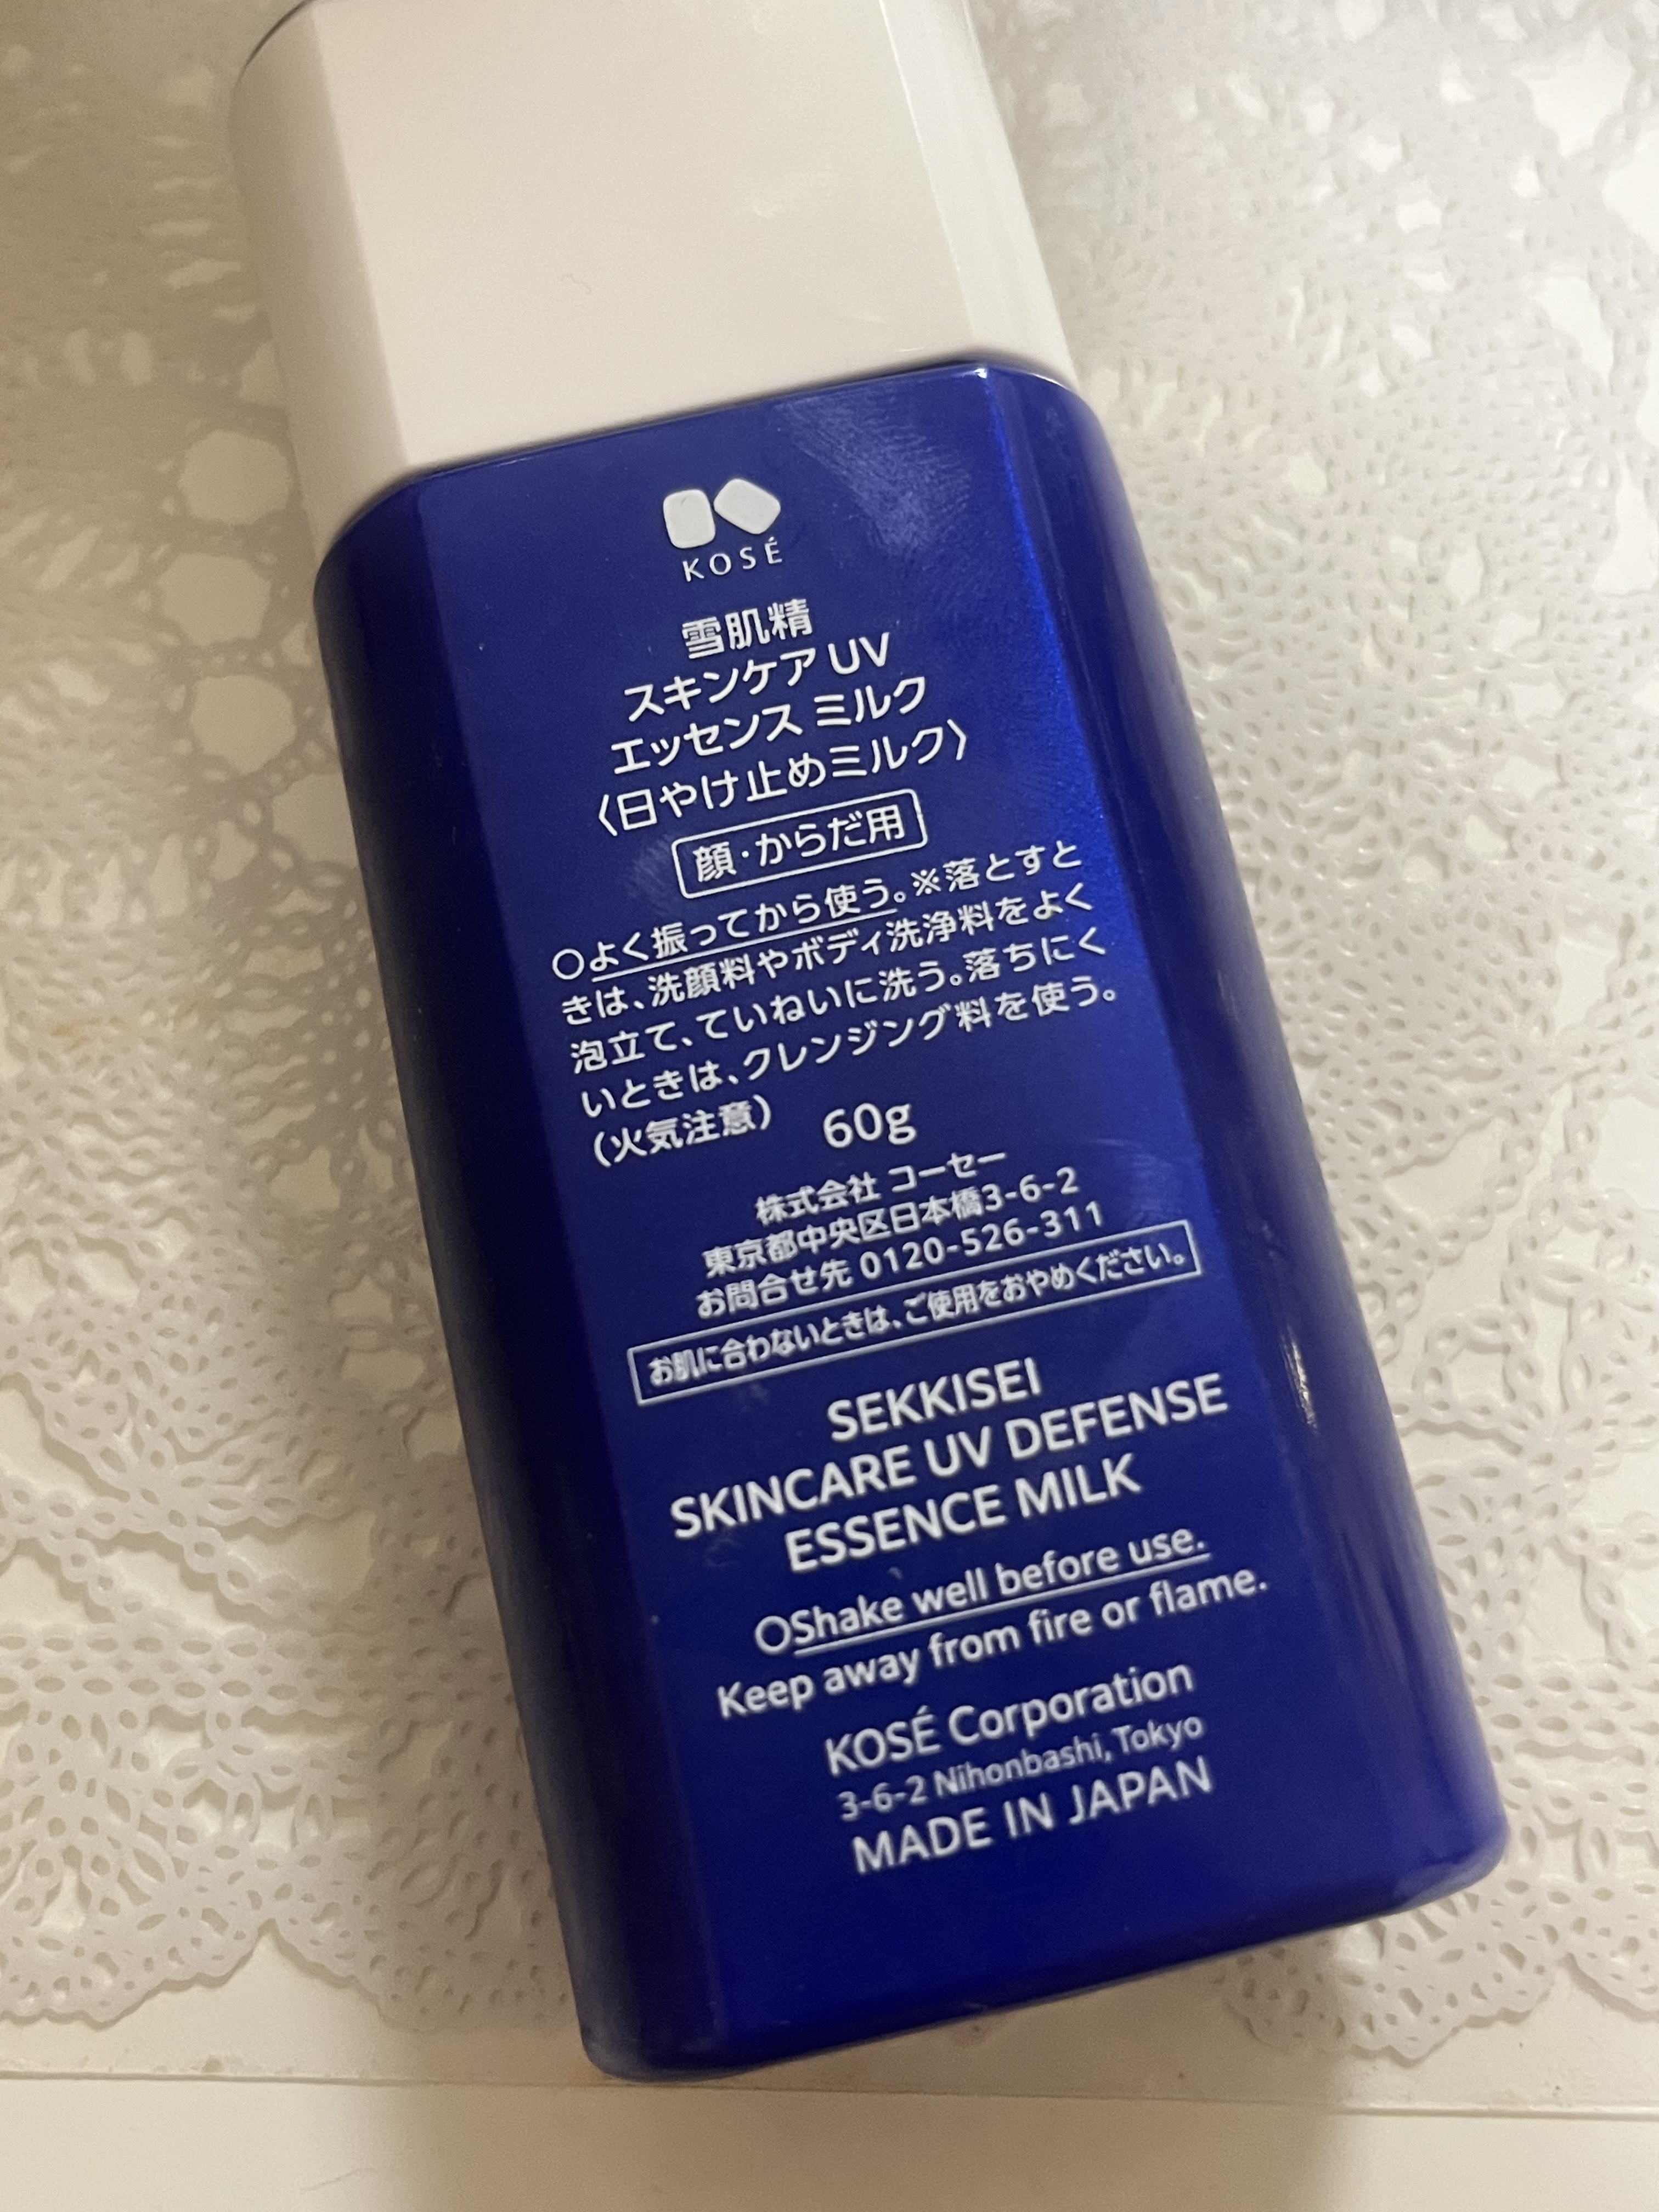 KOSÉ
雪肌精
スキンケア UV
エッセンス ミルク
〈日やけ止めミルク〉
顔・からだ用
○よく振ってから使う。※落とすと
きは、洗顔料やボディ洗浄料をよく
泡立て、ていねいに洗う。落ちにく
いときは、クレンジング料を使う。
(火気注意) 60g
株式会社 コーセー
東京都中央区日本橋3-6-2
お問合せ先 0120-526-311
お肌に合わないときは、ご使用をおやめください。
SEKKISEI
SKINCARE UV DEFENSE
ESSENCE MILK
○Shake well before use.
Keep away from fire or flame.
KOSÉ Corporation
3-6-2 Nihonbashi, Tokyo
MADE IN JAPAN